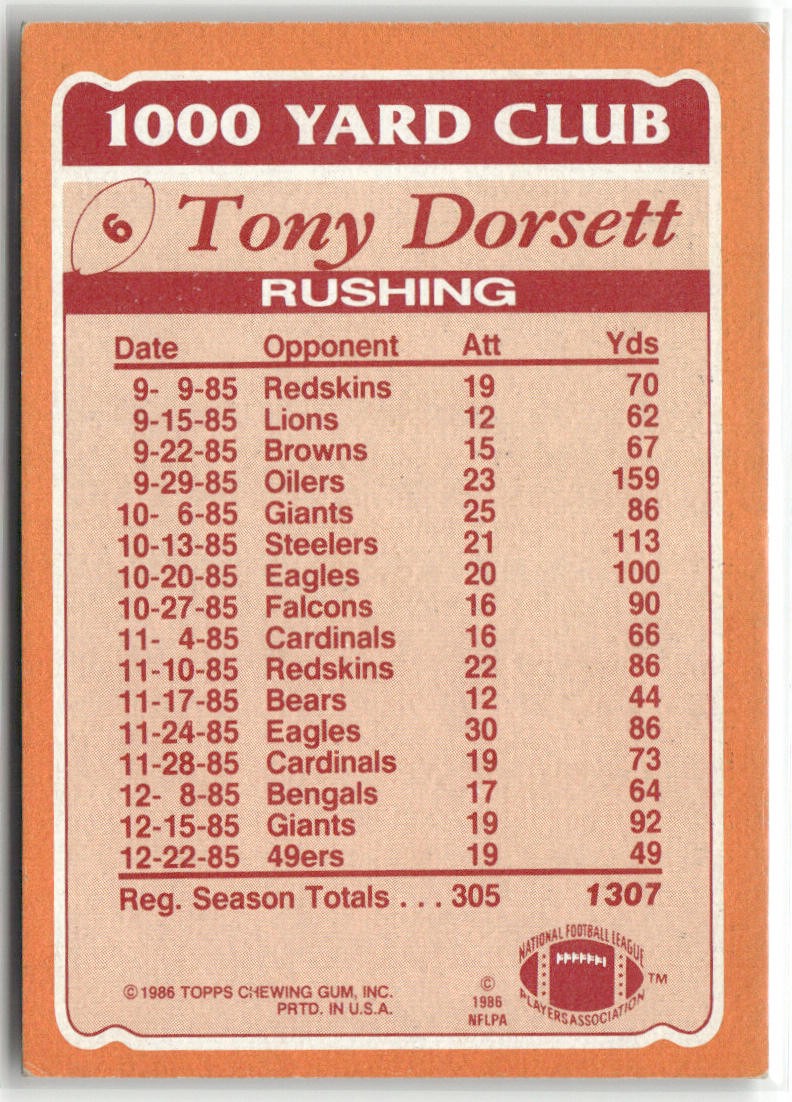 1000 YARD CLUB
6 Tony Dorsett
RUSHING
Date Opponent Att Yds
9- 9-85 Redskins 19 70
9-15-85 Lions 12 62
9-22-85 Browns 15 67
9-29-85 Oilers 23 159
10- 6-85 Giants 25 86
10-13-85 Steelers 21 113
10-20-85 Eagles 20 100
10-27-85 Falcons 16 90
11- 4-85 Cardinals 16 66
11-10-85 Redskins 22 86
11-17-85 Bears 12 44
11-24-85 Eagles 30 86
11-28-85 Cardinals 19 73
12- 8-85 Bengals 17 64
12-15-85 Giants 19 92
12-22-85 49ers 19 49
Reg. Season Totals . . . 305 1307
©1986 TOPPS CHEWING GUM, INC.
PRTD. IN U.S.A.
©
1986
NFLPA
NATIONAL FOOTBALL LEAGUE
PLAYERS ASSOCIATION
TM